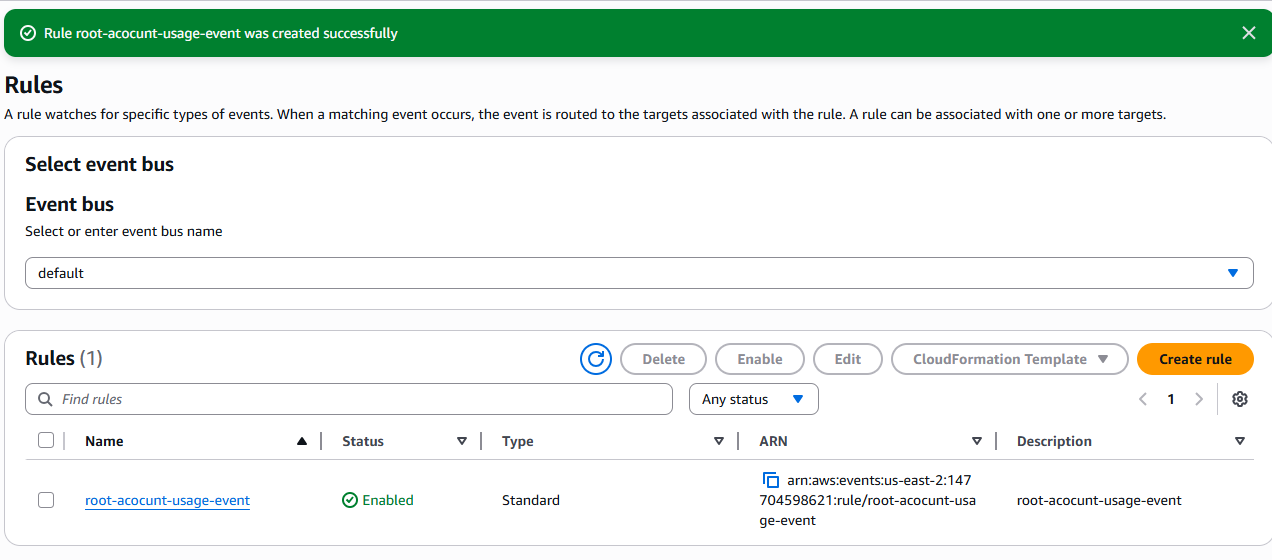 Rule root-acocunt-usage-event was created successfully
Rules
A rule watches for specific types of events. When a matching event occurs, the event is routed to the targets associated with the rule. A rule can be associated with one or more targets.
Select event bus
Event bus
Select or enter event bus name
default
Rules (1)
Delete
Enable
Edit
CloudFormation Template
Create rule
Find rules
Any status
1
Name
Status
Type
ARN
Description
root-acocunt-usage-event
Enabled
Standard
arn:aws:events:us-east-2:147
704598621:rule/root-acocunt-usa
ge-event
root-acocunt-usage-event